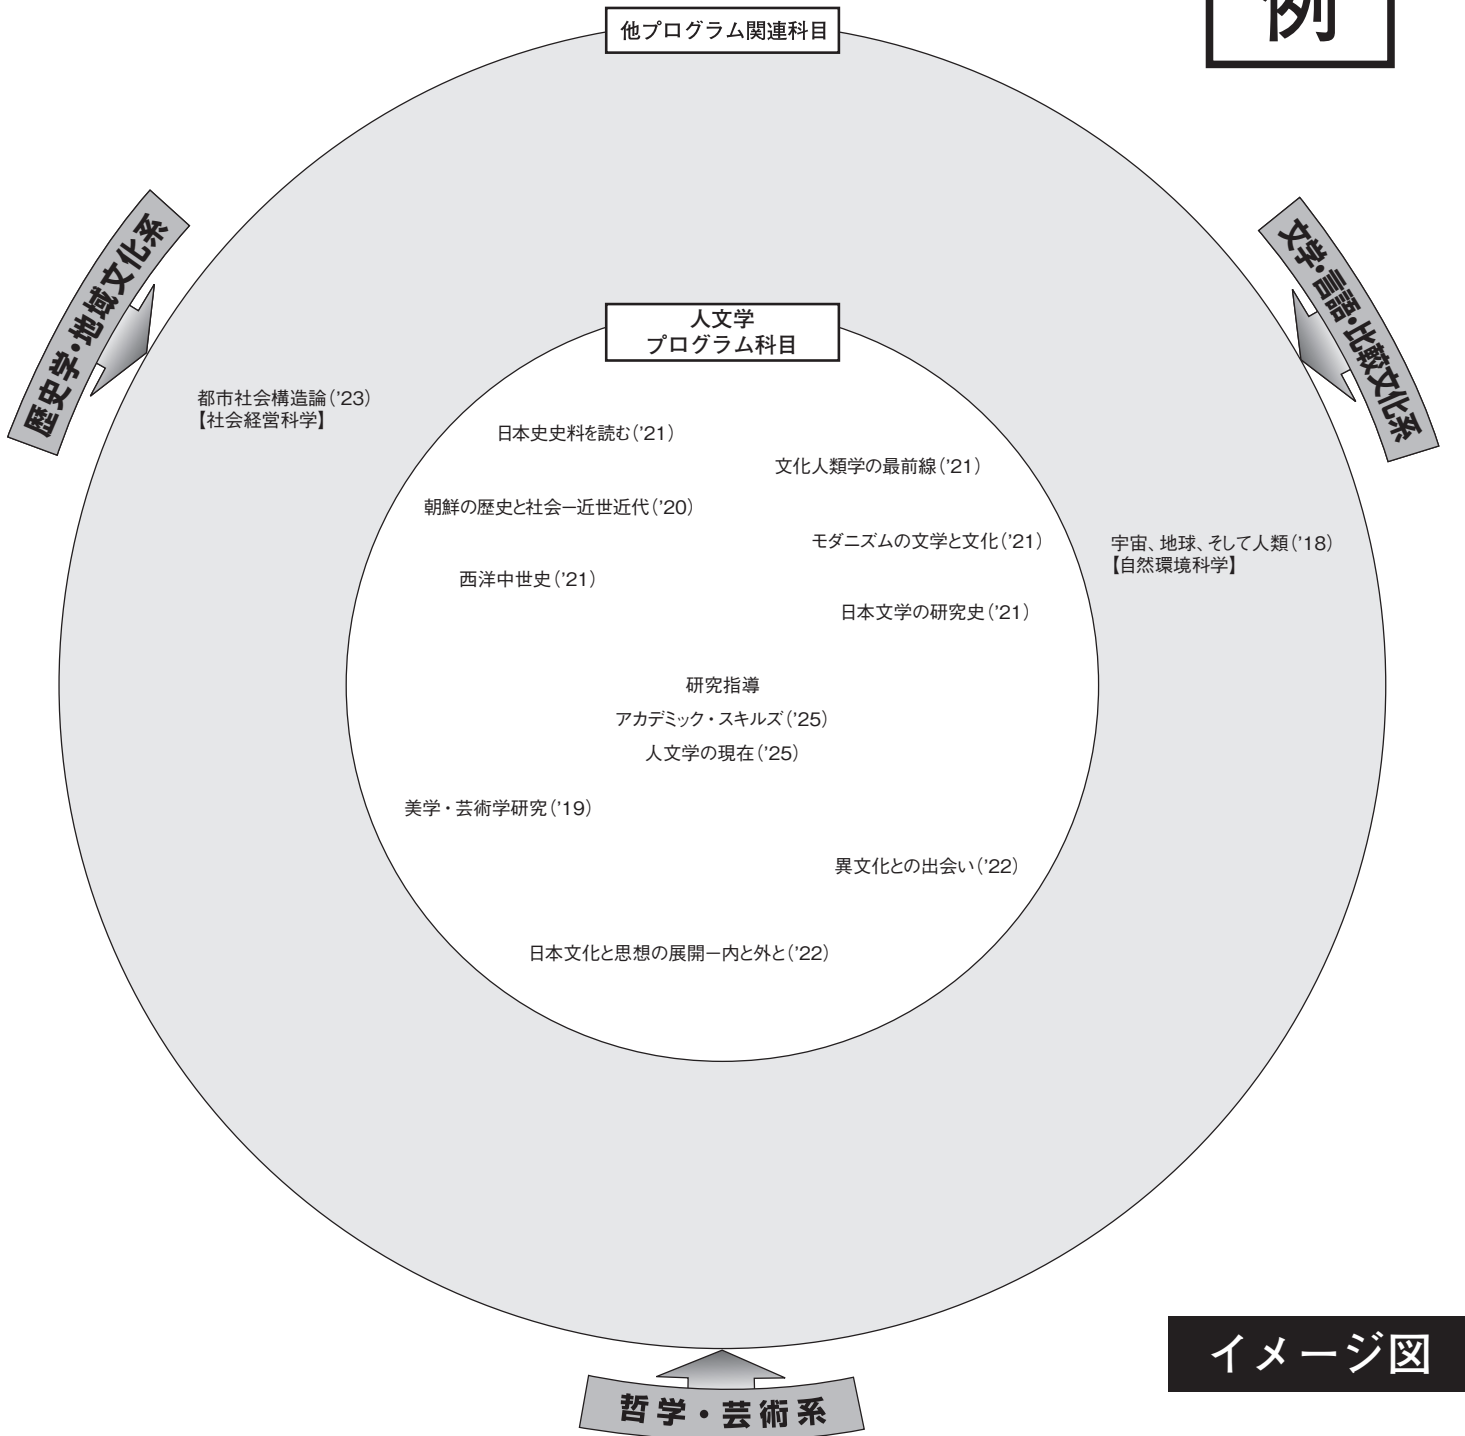 例
他プログラム関連科目
歴史学・地域文化系
文学・言語・比較文化系
人文学
プログラム科目
都市社会構造論(’23)
【社会経営科学】
日本史史料を読む(’21)
文化人類学の最前線(’21)
朝鮮の歴史と社会ー近世近代(’20)
モダニズムの文学と文化(’21)
宇宙、地球、そして人類(’18)
【自然環境科学】
西洋中世史(’21)
日本文学の研究史(’21)
研究指導
アカデミック・スキルズ(’25)
人文学の現在(’25)
美学・芸術学研究(’19)
異文化との出会い(’22)
日本文化と思想の展開ー内と外と(’22)
イメージ図
哲学・芸術系